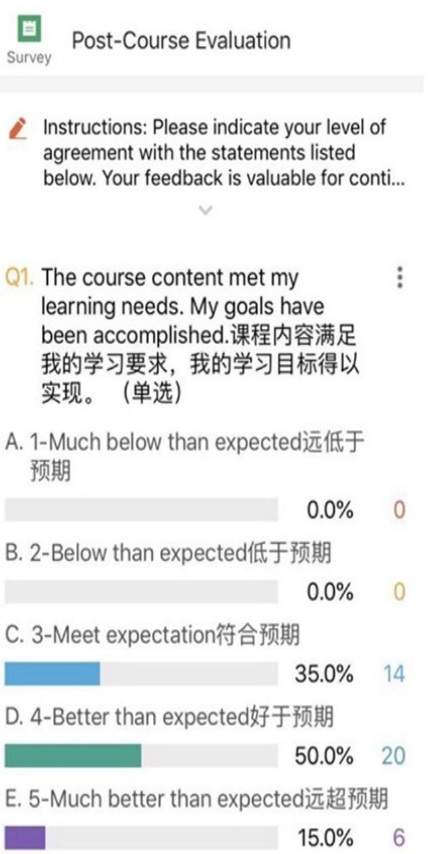 Survey
Post-Course Evaluation
Instructions: Please indicate your level of
agreement with the statements listed
below. Your feedback is valuable for conti...
Q1. The course content met my
learning needs. My goals have
been accomplished.课程内容满足
我的学习要求，我的学习目标得以
实现。（单选）
A. 1-Much below than expected远低于
预期
0.0% 0
B. 2-Below than expected低于预期
0.0% 0
C. 3-Meet expectation符合预期
35.0% 14
D. 4-Better than expected好于预期
50.0% 20
E. 5-Much better than expected远超预期
15.0% 6